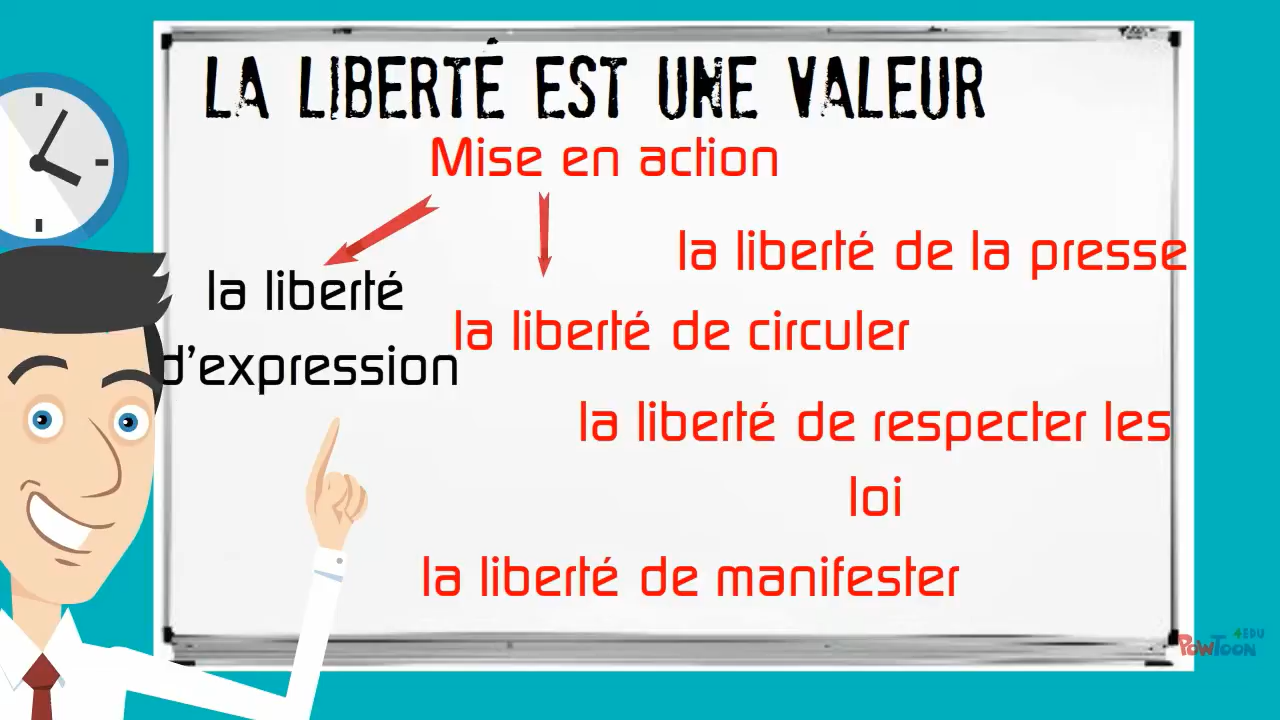 LA LIBERTÉ EST UNE VALEUR
Mise en action
la liberté de la presse
la liberté
d'expression
la liberté de circuler
la liberté de respecter les
loi
la liberté de manifester
4EDU
POWTOON